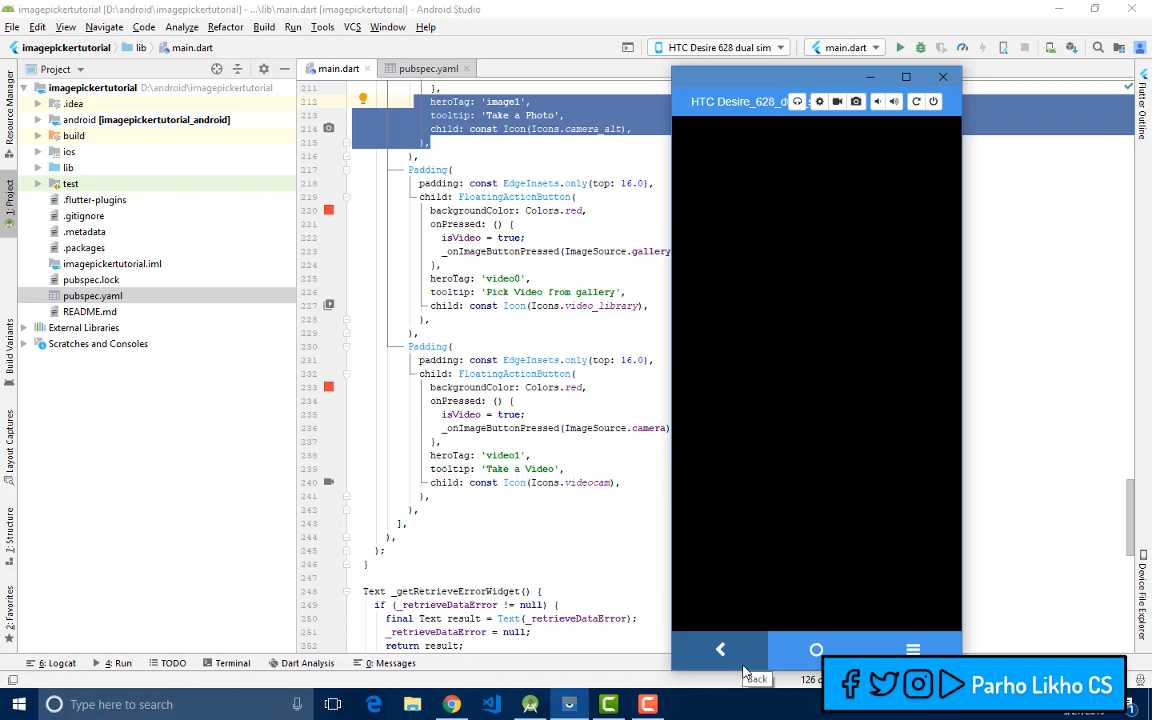 imagepickertutorial [D:\android\imagepickertutorial] - ...\lib\main.dart - Android Studio
File Edit View Navigate Code Analyze Refactor Build Run Tools VCS Window Help
imagepickertutorial lib main.dart
HTC Desire 628 dual sim main.dart
Project
main.dart pubspec.yaml
imagepickertutorial D:\android\imagepickertutorial
.idea
android [imagepickertutorial_android]
build
ios
lib
test
.flutter-plugins
.gitignore
.metadata
.packages
imagepickertutorial.iml
pubspec.lock
pubspec.yaml
README.md
External Libraries
Scratches and Consoles
Resource Manager
1: Project
Build Variants
Layout Captures
7: Structure
2: Favorites
211 },
212 heroTag: 'image1',
213 tooltip: 'Take a Photo',
214 child: const Icon(Icons.camera_alt),
215 ),
216 ),
217 Padding(
218 padding: const EdgeInsets.only(top: 16.0),
219 child: FloatingActionButton(
220 backgroundColor: Colors.red,
221 onPressed: () {
222 isVideo = true;
223 _onImageButtonPressed(ImageSource.gallery
224 },
225 heroTag: 'video0',
226 tooltip: 'Pick Video from gallery',
227 child: const Icon(Icons.video_library),
228 ),
229 ),
230 Padding(
231 padding: const EdgeInsets.only(top: 16.0),
232 child: FloatingActionButton(
233 backgroundColor: Colors.red,
234 onPressed: () {
235 isVideo = true;
236 _onImageButtonPressed(ImageSource.camera)
237 },
238 heroTag: 'video1',
239 tooltip: 'Take a Video',
240 child: const Icon(Icons.videocam),
241 ),
242 ),
243 ],
244 ),
245 );
246 }
247
248 Text _getRetrieveErrorWidget() {
249 if (_retrieveDataError != null) {
250 final Text result = Text(_retrieveDataError);
251 _retrieveDataError = null;
252 return result;
HTC Desire_628_d
Back
Flutter Outline
Device File Explorer
6: Logcat 4: Run TODO Terminal Dart Analysis 0: Messages
126
Parho Likho CS
Type here to search